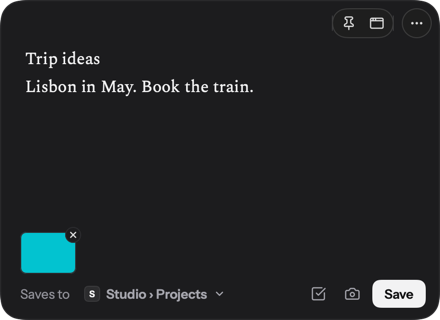 Trip ideas
Lisbon in May. Book the train.
Saves to S Studio › Projects
Save